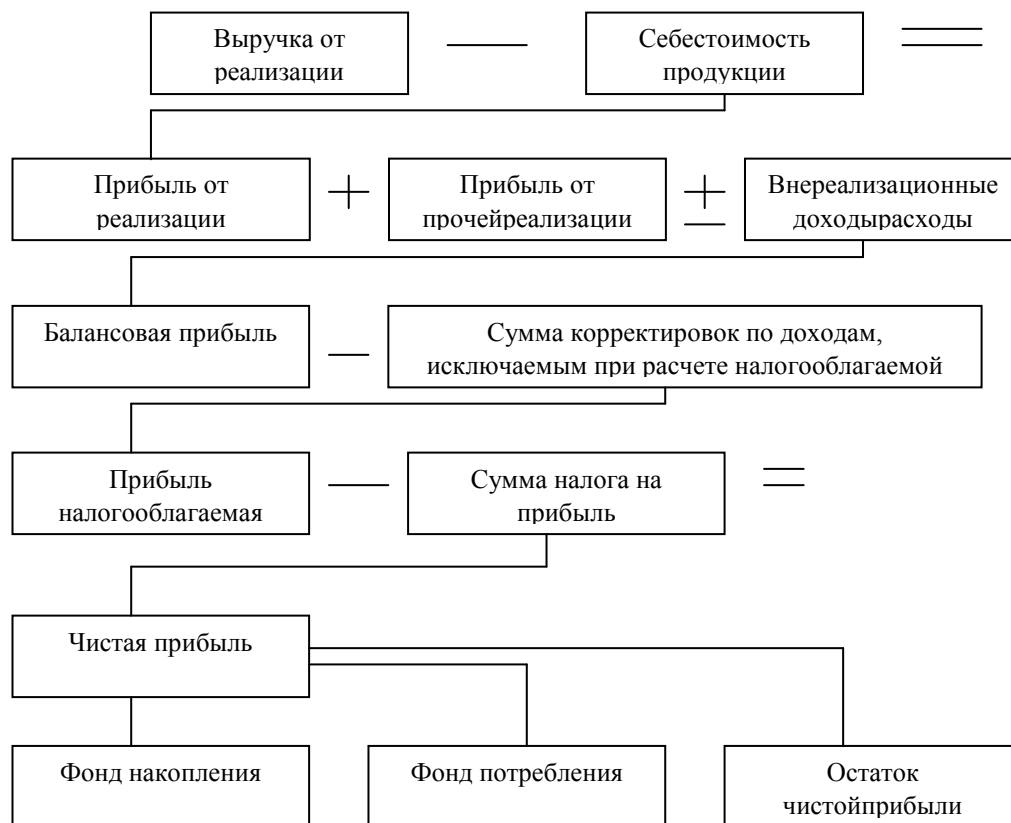 Выручка от
реализации
Себестоимость
продукции
Прибыль от
реализации
Прибыль от
прочейреализации
Внереализационные
доходырасходы
Балансовая прибыль
Сумма корректировок по доходам,
исключаемым при расчете налогооблагаемой
Прибыль
налогооблагаемая
Сумма налога на
прибыль
Чистая прибыль
Фонд накопления
Фонд потребления
Остаток
чистойприбыли